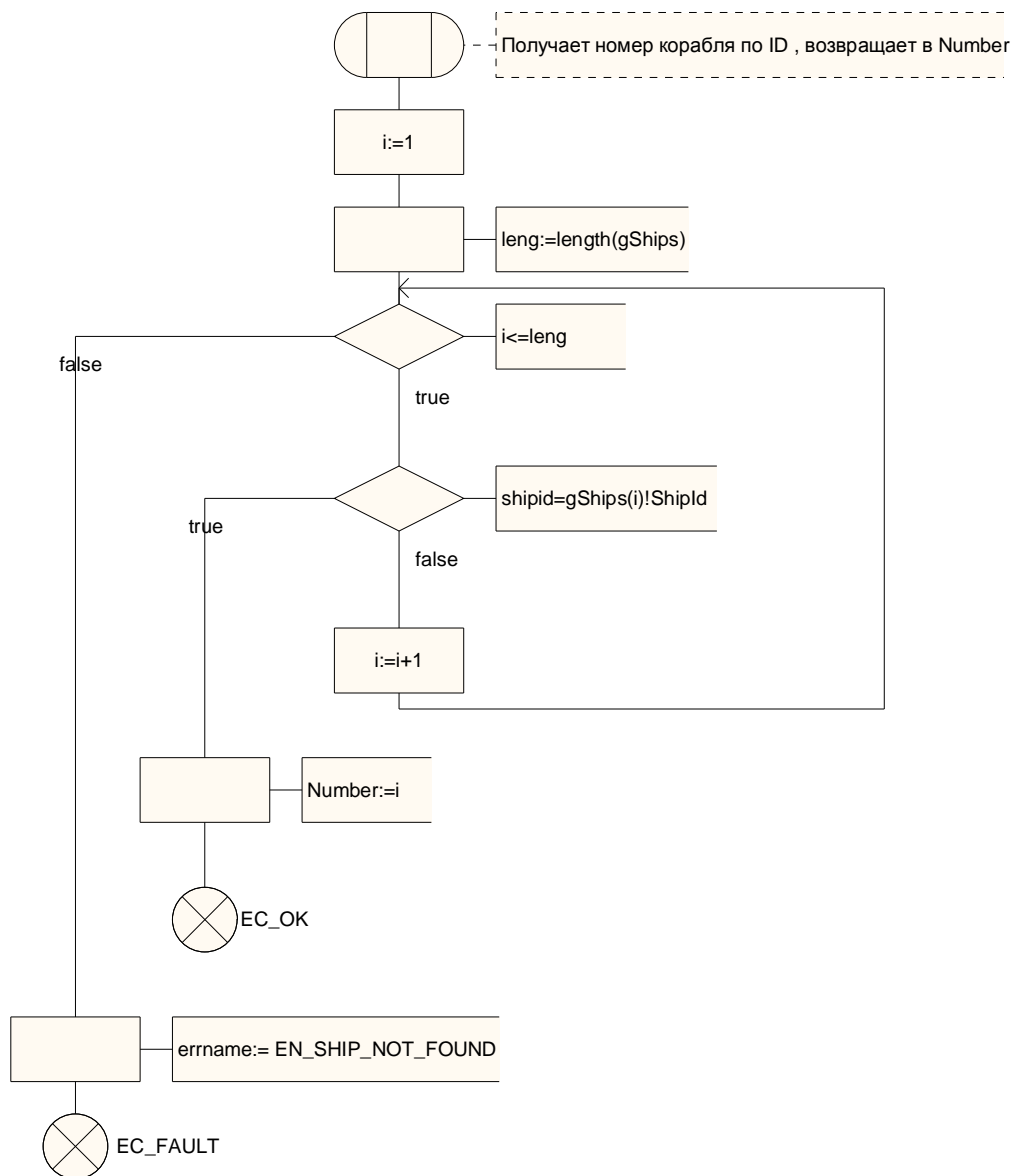 Получает номер корабля по ID , возвращает в Number
i:=1
leng:=length(gShips)
i<=leng
false
true
shipid=gShips(i)!ShipId
true
false
i:=i+1
Number:=i
EC_OK
errname:= EN_SHIP_NOT_FOUND
EC_FAULT